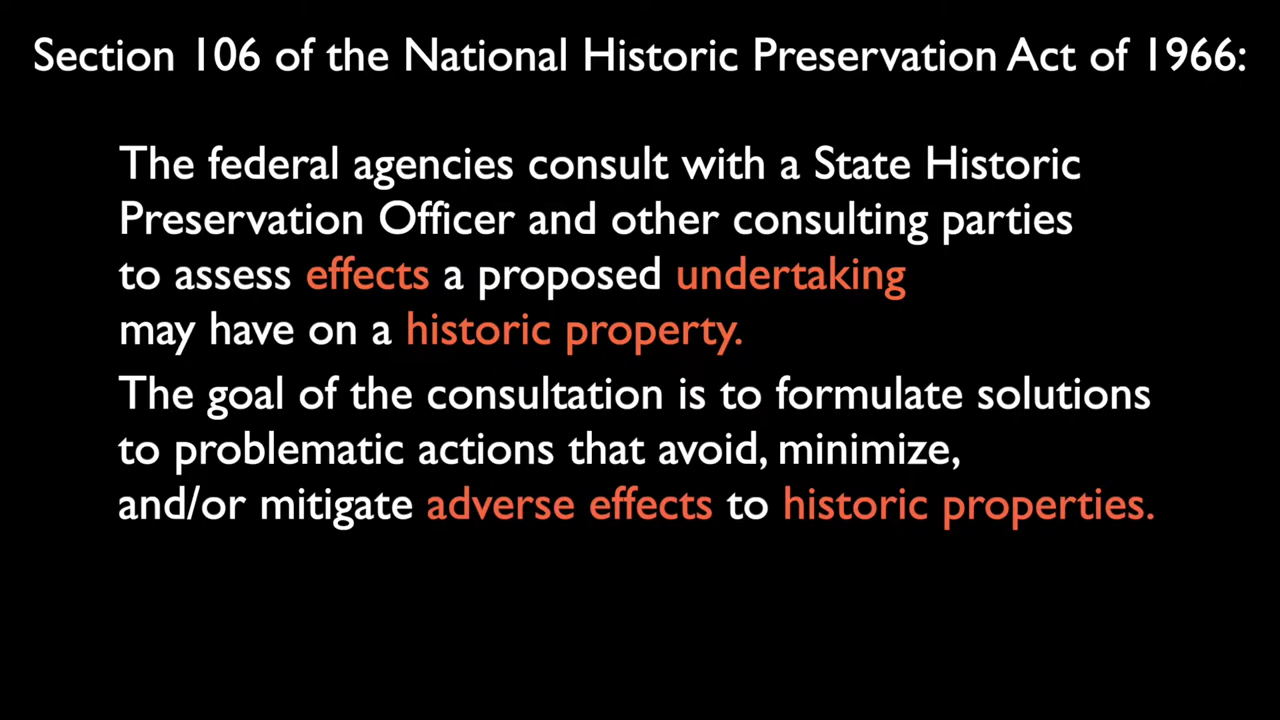 Section 106 of the National Historic Preservation Act of 1966:
The federal agencies consult with a State Historic
Preservation Officer and other consulting parties
to assess effects a proposed undertaking
may have on a historic property.
The goal of the consultation is to formulate solutions
to problematic actions that avoid, minimize,
and/or mitigate adverse effects to historic properties.